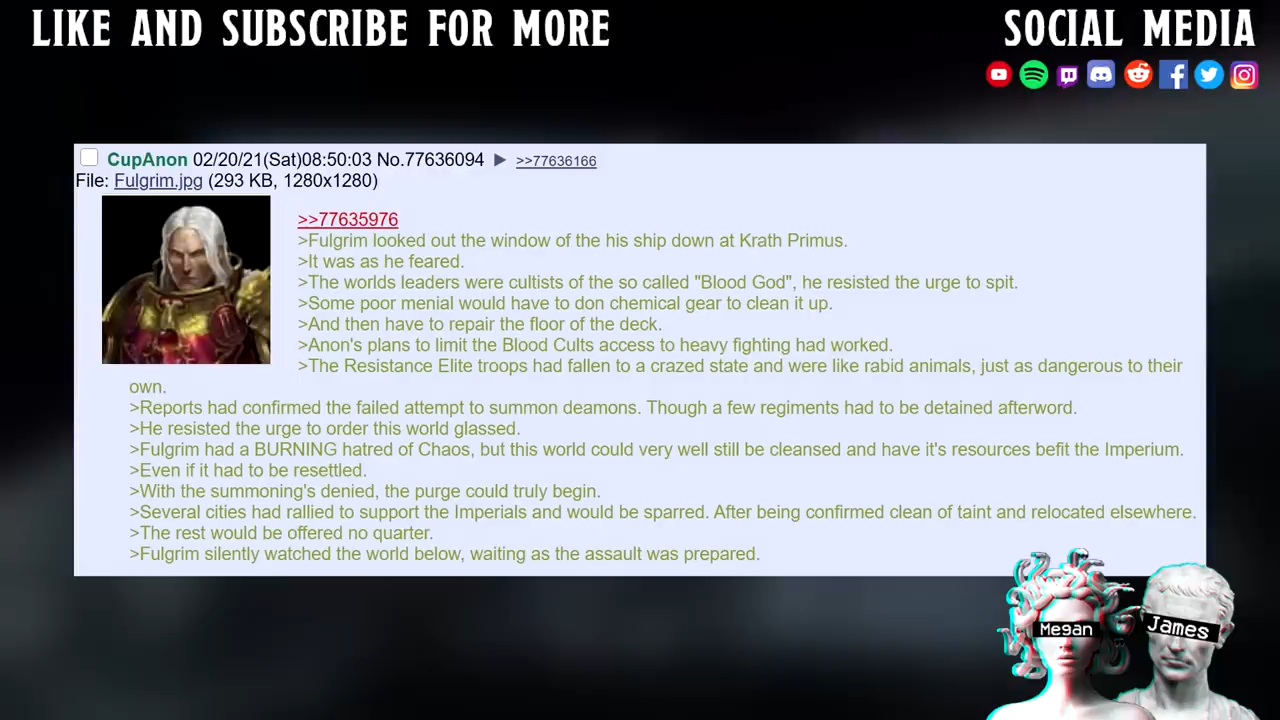 LIKE AND SUBSCRIBE FOR MORE
SOCIAL MEDIA
CupAnon 02/20/21(Sat)08:50:03 No.77636094 ▶ >>77636166
File: Fulgrim.jpg (293 KB, 1280x1280)
>>77635976
>Fulgrim looked out the window of the his ship down at Krath Primus.
>It was as he feared.
>The worlds leaders were cultists of the so called "Blood God", he resisted the urge to spit.
>Some poor menial would have to don chemical gear to clean it up.
>And then have to repair the floor of the deck.
>Anon's plans to limit the Blood Cults access to heavy fighting had worked.
>The Resistance Elite troops had fallen to a crazed state and were like rabid animals, just as dangerous to their
own.
>Reports had confirmed the failed attempt to summon deamons. Though a few regiments had to be detained afterword.
>He resisted the urge to order this world glassed.
>Fulgrim had a BURNING hatred of Chaos, but this world could very well still be cleansed and have it's resources befit the Imperium.
>Even if it had to be resettled.
>With the summoning's denied, the purge could truly begin.
>Several cities had rallied to support the Imperials and would be sparred. After being confirmed clean of taint and relocated elsewhere.
>The rest would be offered no quarter.
>Fulgrim silently watched the world below, waiting as the assault was prepared.
Megan
James